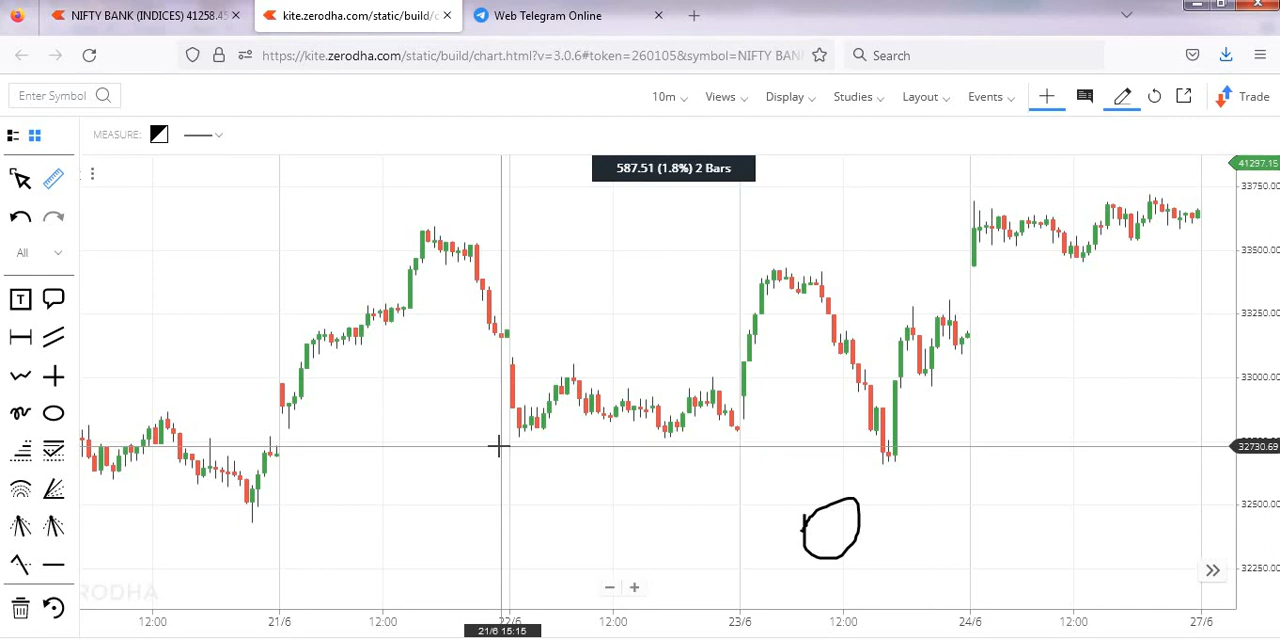 NIFTY BANK (INDICES) 41258.45
kite.zerodha.com/static/build/c
Web Telegram Online
https://kite.zerodha.com/static/build/chart.html?v=3.0.6#token=260105&symbol=NIFTY BAN
Search
Enter Symbol
10m
Views
Display
Studies
Layout
Events
Trade
MEASURE:
587.51 (1.8%) 2 Bars
41297.15
33750.00
33500.00
33250.00
33000.00
32730.69
32500.00
32250.00
All
T
ERODHA
12:00
21/6
12:00
22/6
12:00
23/6
12:00
24/6
12:00
27/6
21/6 15:15